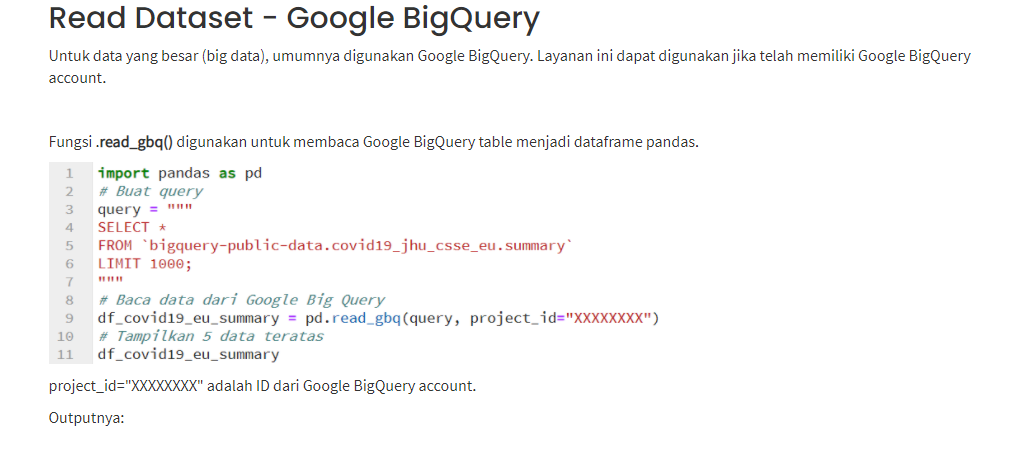 Read Dataset - Google BigQuery
Untuk data yang besar (big data), umumnya digunakan Google BigQuery. Layanan ini dapat digunakan jika telah memiliki Google BigQuery
account.
Fungsi .read_gbq() digunakan untuk membaca Google BigQuery table menjadi dataframe pandas.
1 import pandas as pd
2 # Buat query
3 query = """
4 SELECT *
5 FROM `bigquery-public-data.covid19_jhu_csse_eu.summary`
6 LIMIT 1000;
7 """
8 # Baca data dari Google Big Query
9 df_covid19_eu_summary = pd.read_gbq(query, project_id="XXXXXXXX")
10 # Tampilkan 5 data teratas
11 df_covid19_eu_summary
project_id="XXXXXXXX" adalah ID dari Google BigQuery account.
Outputnya: